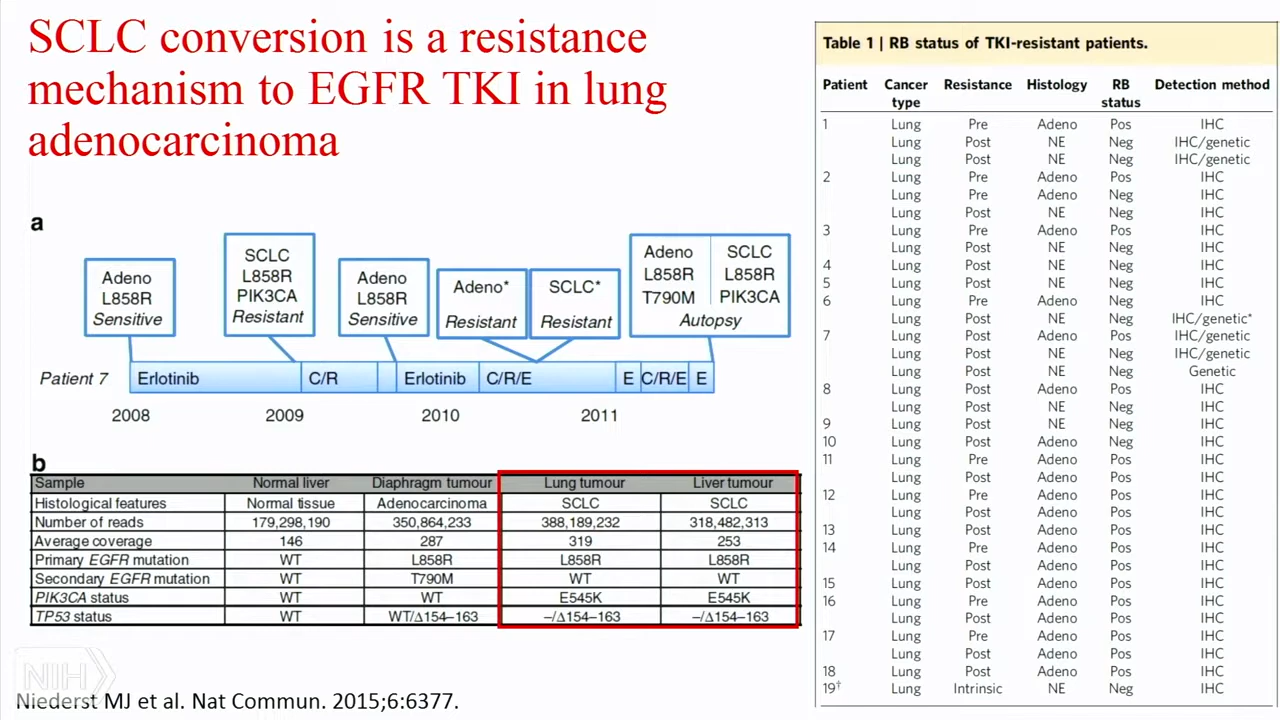 SCLC conversion is a resistance
mechanism to EGFR TKI in lung
adenocarcinoma
a
Adeno
L858R
Sensitive
SCLC
L858R
PIK3CA
Resistant
Adeno
L858R
Sensitive
Adeno*
Resistant
SCLC*
Resistant
Adeno SCLC
L858R L858R
T790M PIK3CA
Autopsy
Patient 7 Erlotinib C/R Erlotinib C/R/E E C/R/E E
2008 2009 2010 2011
b
Sample Normal liver Diaphragm tumour Lung tumour Liver tumour
Histological features Normal tissue Adenocarcinoma SCLC SCLC
Number of reads 179,298,190 350,864,233 388,189,232 318,482,313
Average coverage 146 287 319 253
Primary EGFR mutation WT L858R L858R L858R
Secondary EGFR mutation WT T790M WT WT
PIK3CA status WT WT E545K E545K
TP53 status WT WT/Δ154–163 –/Δ154–163 –/Δ154–163
NIH
Niederst MJ et al. Nat Commun. 2015;6:6377.
Table 1 | RB status of TKI-resistant patients.
Patient Cancer type Resistance Histology RB status Detection method
1 Lung Pre Adeno Pos IHC
Lung Post NE Neg IHC/genetic
Lung Post NE Neg IHC/genetic
2 Lung Pre Adeno Pos IHC
Lung Pre Adeno Neg IHC
Lung Post NE Neg IHC
3 Lung Pre Adeno Pos IHC
Lung Post NE Neg IHC
4 Lung Post NE Neg IHC
5 Lung Post NE Neg IHC
6 Lung Pre Adeno Neg IHC
Lung Post NE Neg IHC/genetic*
7 Lung Post Adeno Pos IHC/genetic
Lung Post NE Neg IHC/genetic
Lung Post NE Neg Genetic
8 Lung Post Adeno Pos IHC
Lung Post NE Neg IHC
9 Lung Post NE Neg IHC
10 Lung Post Adeno Neg IHC
11 Lung Pre Adeno Pos IHC
Lung Post Adeno Pos IHC
12 Lung Pre Adeno Pos IHC
Lung Post Adeno Pos IHC
13 Lung Post Adeno Pos IHC
14 Lung Pre Adeno Pos IHC
Lung Post Adeno Pos IHC
15 Lung Post Adeno Pos IHC
16 Lung Pre Adeno Pos IHC
Lung Post Adeno Pos IHC
17 Lung Pre Adeno Pos IHC
Lung Post Adeno Pos IHC
18 Lung Post Adeno Pos IHC
19† Lung Intrinsic NE Neg IHC